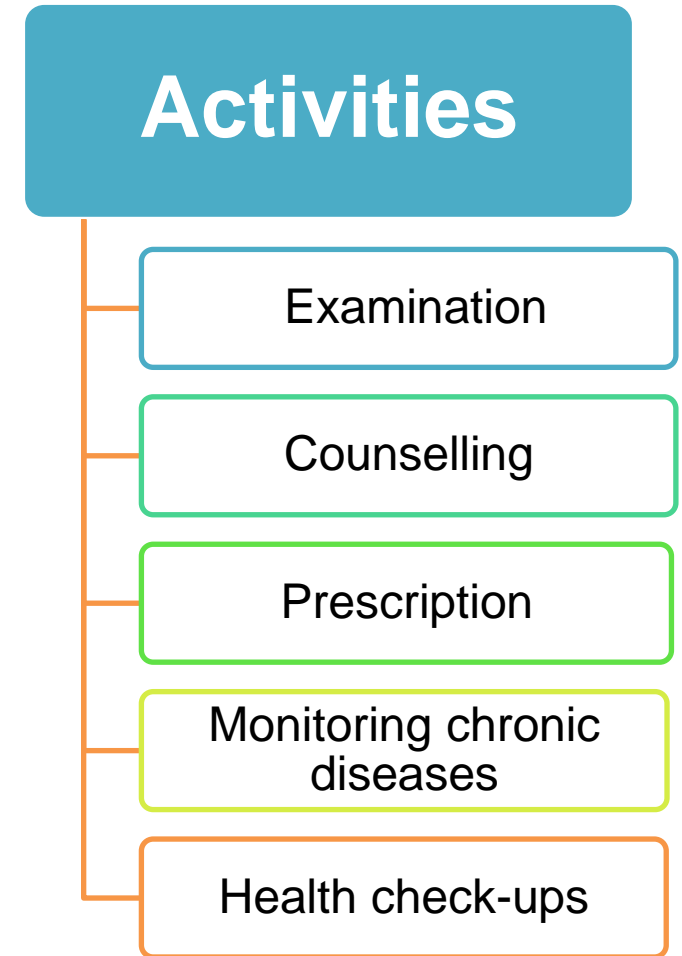 Activities
Examination
Counselling
Prescription
Monitoring chronic
diseases
Health check-ups